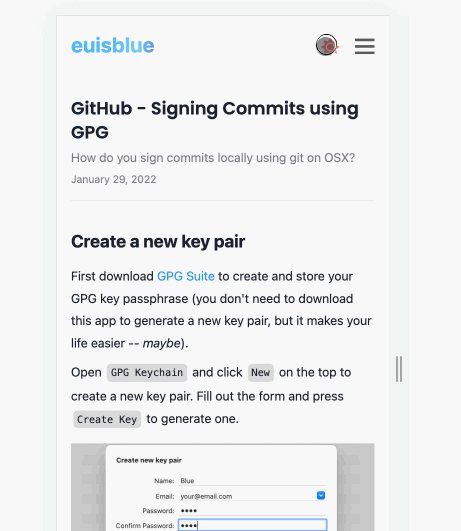 euisblue
GitHub - Signing Commits using
GPG
How do you sign commits locally using git on OSX?
January 29, 2022
Create a new key pair
First download GPG Suite to create and store your
GPG key passphrase (you don't need to download
this app to generate a new key pair, but it makes your
life easier -- maybe).
Open GPG Keychain and click New on the top to
create a new key pair. Fill out the form and press
Create Key to generate one.
Create new key pair
Name: Blue
Email: your@email.com
Password: ••••
Confirm Password: ••••